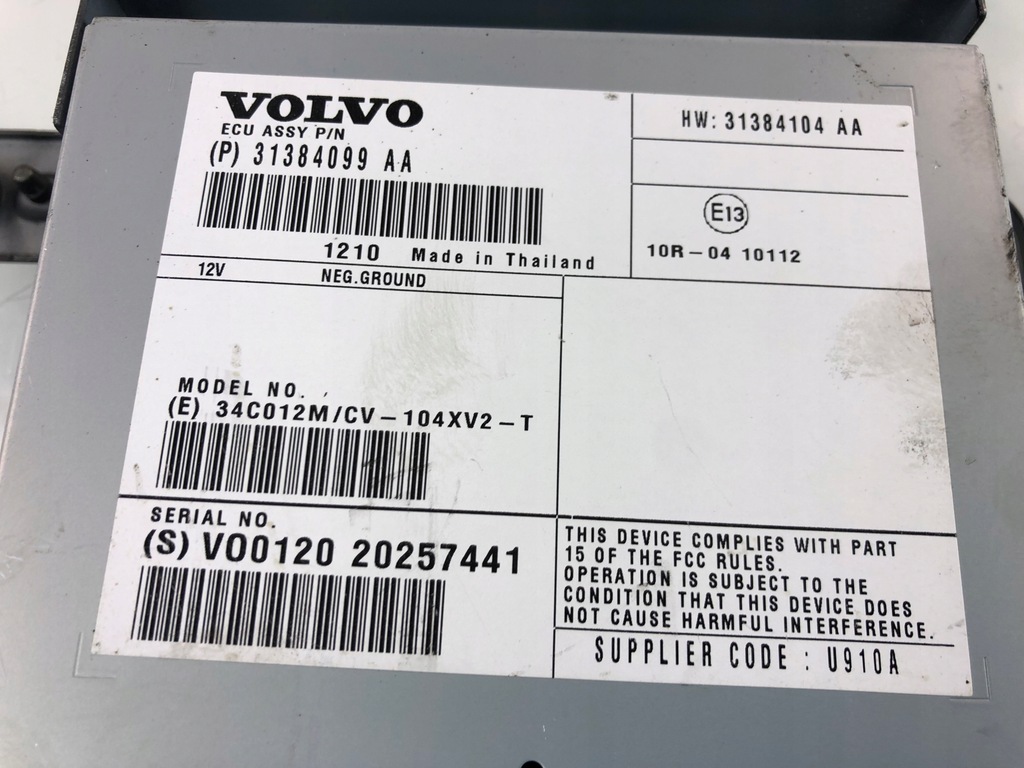 VOLVO
ECU ASSY P/N
(P) 31384099 AA
1210 Made in Thailand
HW: 31384104 AA
E13
10R-04 10112
12V NEG.GROUND
MODEL NO.
(E) 34C012M/CV-104XV2-T
SERIAL NO.
(S) VO0120 20257441
THIS DEVICE COMPLIES WITH PART
15 OF THE FCC RULES.
OPERATION IS SUBJECT TO THE
CONDITION THAT THIS DEVICE DOES
NOT CAUSE HARMFUL INTERFERENCE.
SUPPLIER CODE : U910A